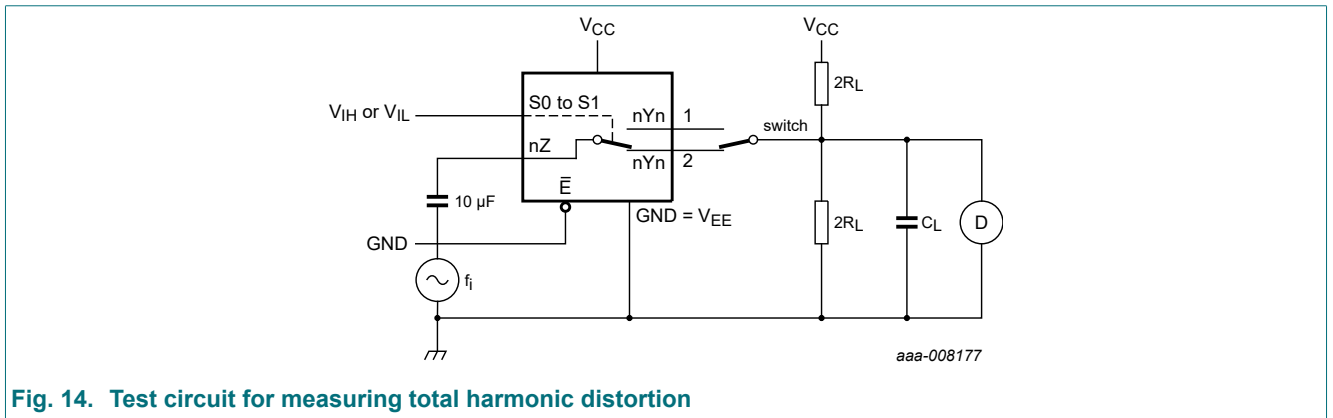 VCC VCC
2RL
S0 to S1
VIH or VIL
nYn 1
switch
nZ
nYn 2
E̅
10 µF
GND = VEE
2RL
CL
D
GND
fi
aaa-008177
Fig. 14. Test circuit for measuring total harmonic distortion